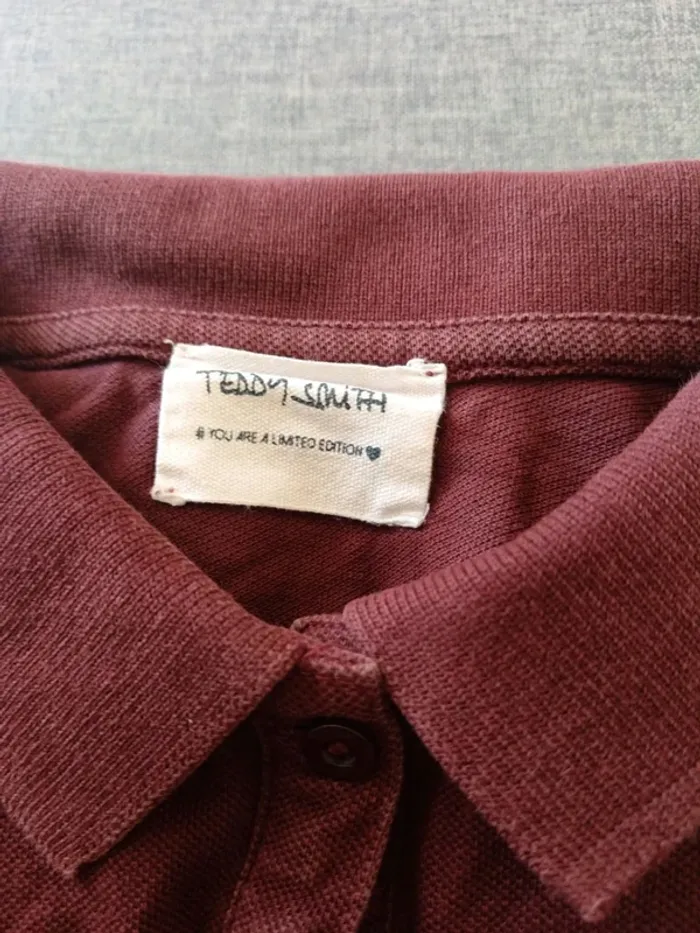 TEDDY SMITH
# YOU ARE A LIMITED EDITION ♥